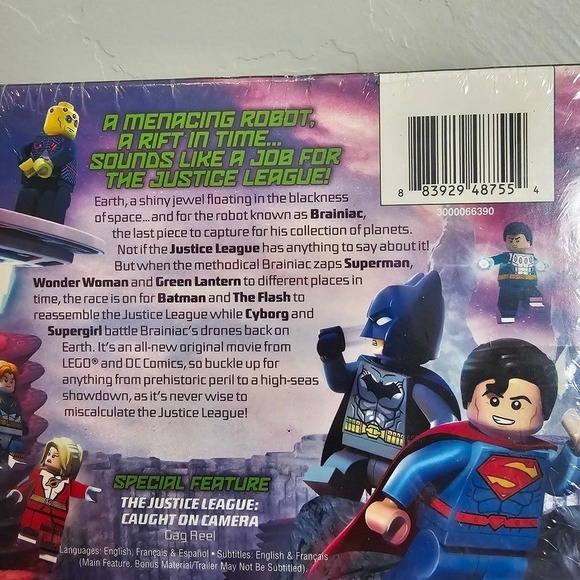 A MENACING ROBOT,
A RIFT IN TIME...
SOUNDS LIKE A JOB FOR
THE JUSTICE LEAGUE!
Earth, a shiny jewel floating in the blackness
of space...and for the robot known as Brainiac,
the last piece to capture for his collection of planets.
Not if the Justice League has anything to say about it!
But when the methodical Brainiac zaps Superman,
Wonder Woman and Green Lantern to different places in
time, the race is on for Batman and The Flash to
reassemble the Justice League while Cyborg and
Supergirl battle Brainiac's drones back on
Earth. It's an all-new original movie from
LEGO® and DC Comics, so buckle up for
anything from prehistoric peril to a high-seas
showdown, as it's never wise to
miscalculate the Justice League!
SPECIAL FEATURE
THE JUSTICE LEAGUE:
CAUGHT ON CAMERA
Gag Reel
Languages: English, Français & Español • Subtitles: English & Français
(Main Feature. Bonus Material/Trailer May Not Be Subtitled).
8 83929 48755 4
3000066390
S